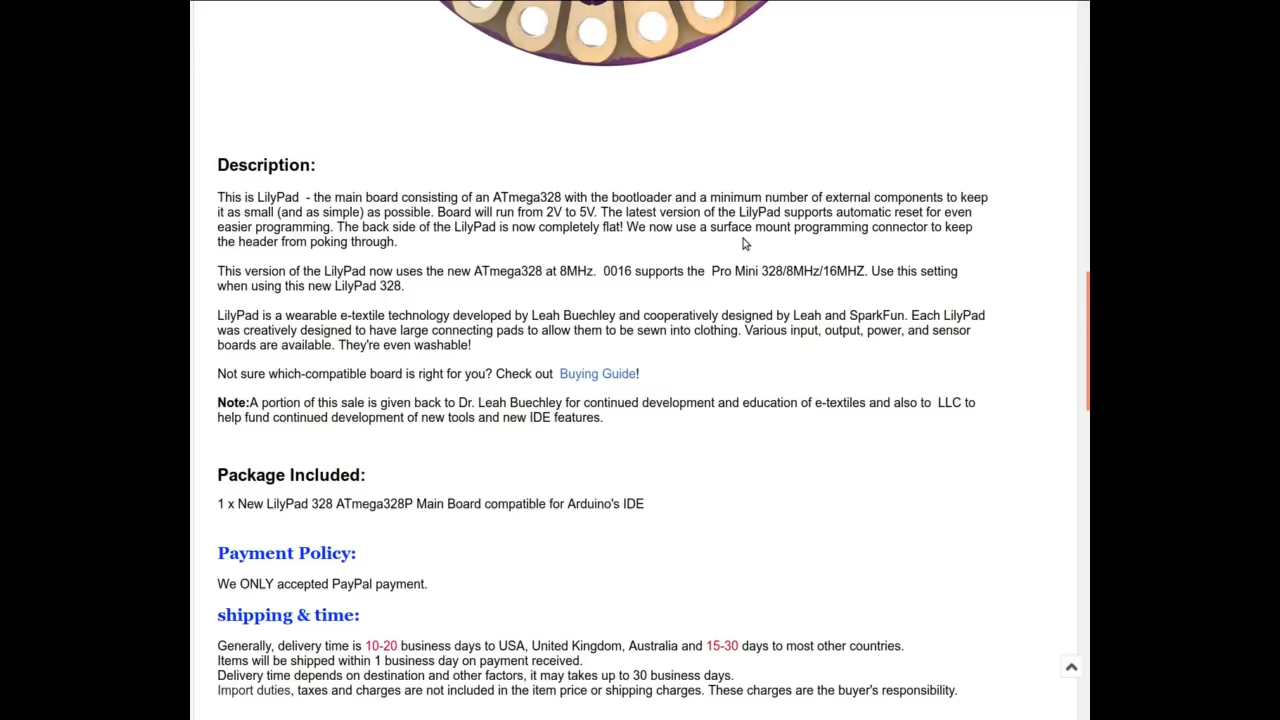 Description:
This is LilyPad - the main board consisting of an ATmega328 with the bootloader and a minimum number of external components to keep
it as small (and as simple) as possible. Board will run from 2V to 5V. The latest version of the LilyPad supports automatic reset for even
easier programming. The back side of the LilyPad is now completely flat! We now use a surface mount programming connector to keep
the header from poking through.
This version of the LilyPad now uses the new ATmega328 at 8MHz. 0016 supports the Pro Mini 328/8MHz/16MHZ. Use this setting
when using this new LilyPad 328.
LilyPad is a wearable e-textile technology developed by Leah Buechley and cooperatively designed by Leah and SparkFun. Each LilyPad
was creatively designed to have large connecting pads to allow them to be sewn into clothing. Various input, output, power, and sensor
boards are available. They're even washable!
Not sure which-compatible board is right for you? Check out Buying Guide!
Note:A portion of this sale is given back to Dr. Leah Buechley for continued development and education of e-textiles and also to LLC to
help fund continued development of new tools and new IDE features.
Package Included:
1 x New LilyPad 328 ATmega328P Main Board compatible for Arduino's IDE
Payment Policy:
We ONLY accepted PayPal payment.
shipping & time:
Generally, delivery time is 10-20 business days to USA, United Kingdom, Australia and 15-30 days to most other countries.
Items will be shipped within 1 business day on payment received.
Delivery time depends on destination and other factors, it may takes up to 30 business days.
Import duties, taxes and charges are not included in the item price or shipping charges. These charges are the buyer's responsibility.